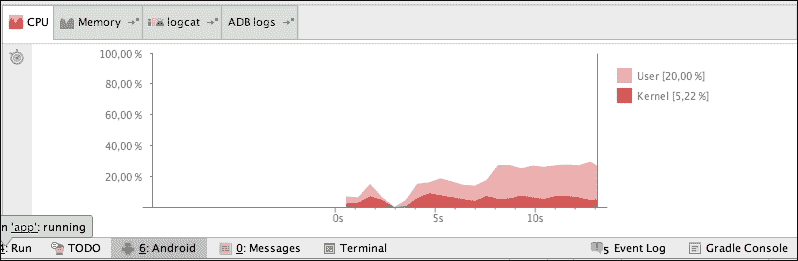 CPU Memory logcat ADB logs
100,00 %
80,00 %
60,00 %
40,00 %
20,00 %
User [20,00 %]
Kernel [5,22 %]
0s 5s 10s
n 'app': running
4: Run TODO 6: Android 0: Messages Terminal 5 Event Log Gradle Console